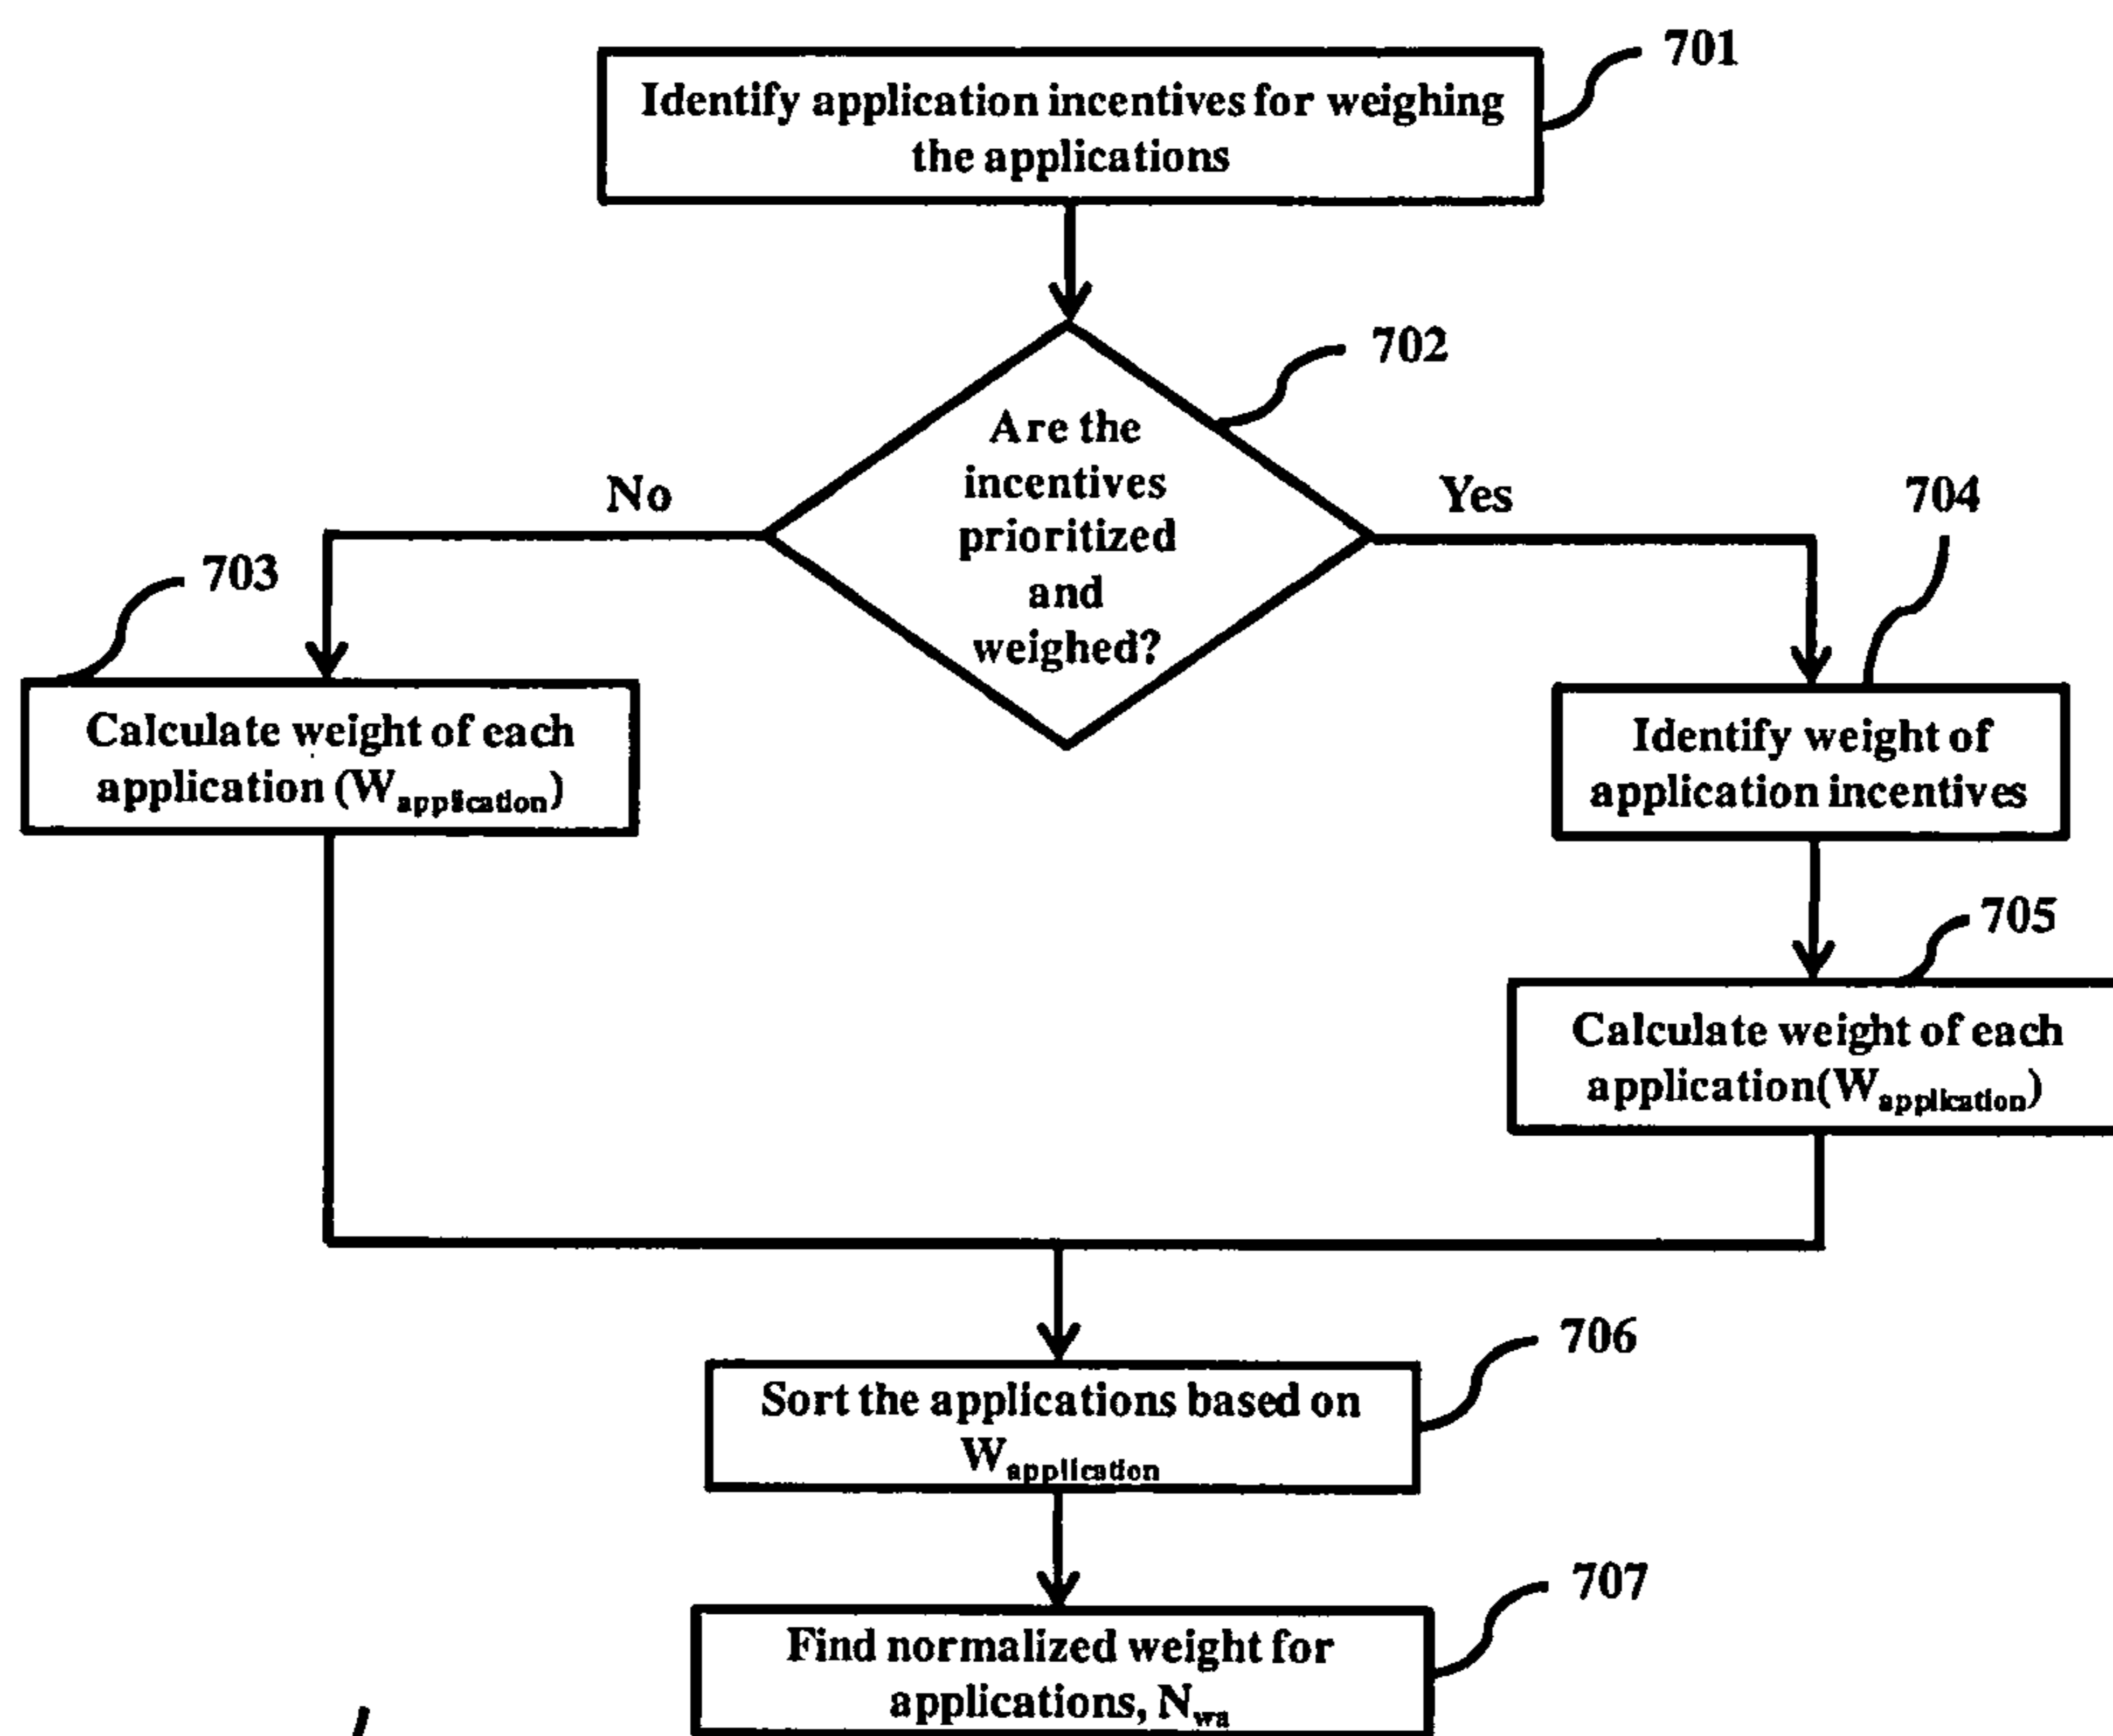 701
Identify application incentives for weighing
the applications
702
Are the
incentives
prioritized
and
weighed?
No
Yes
703
704
Calculate weight of each
application (Wapplication)
Identify weight of
application incentives
705
Calculate weight of each
application(Wapplication)
706
Sort the applications based on
Wapplication
707
Find normalized weight for
applications, Nwa